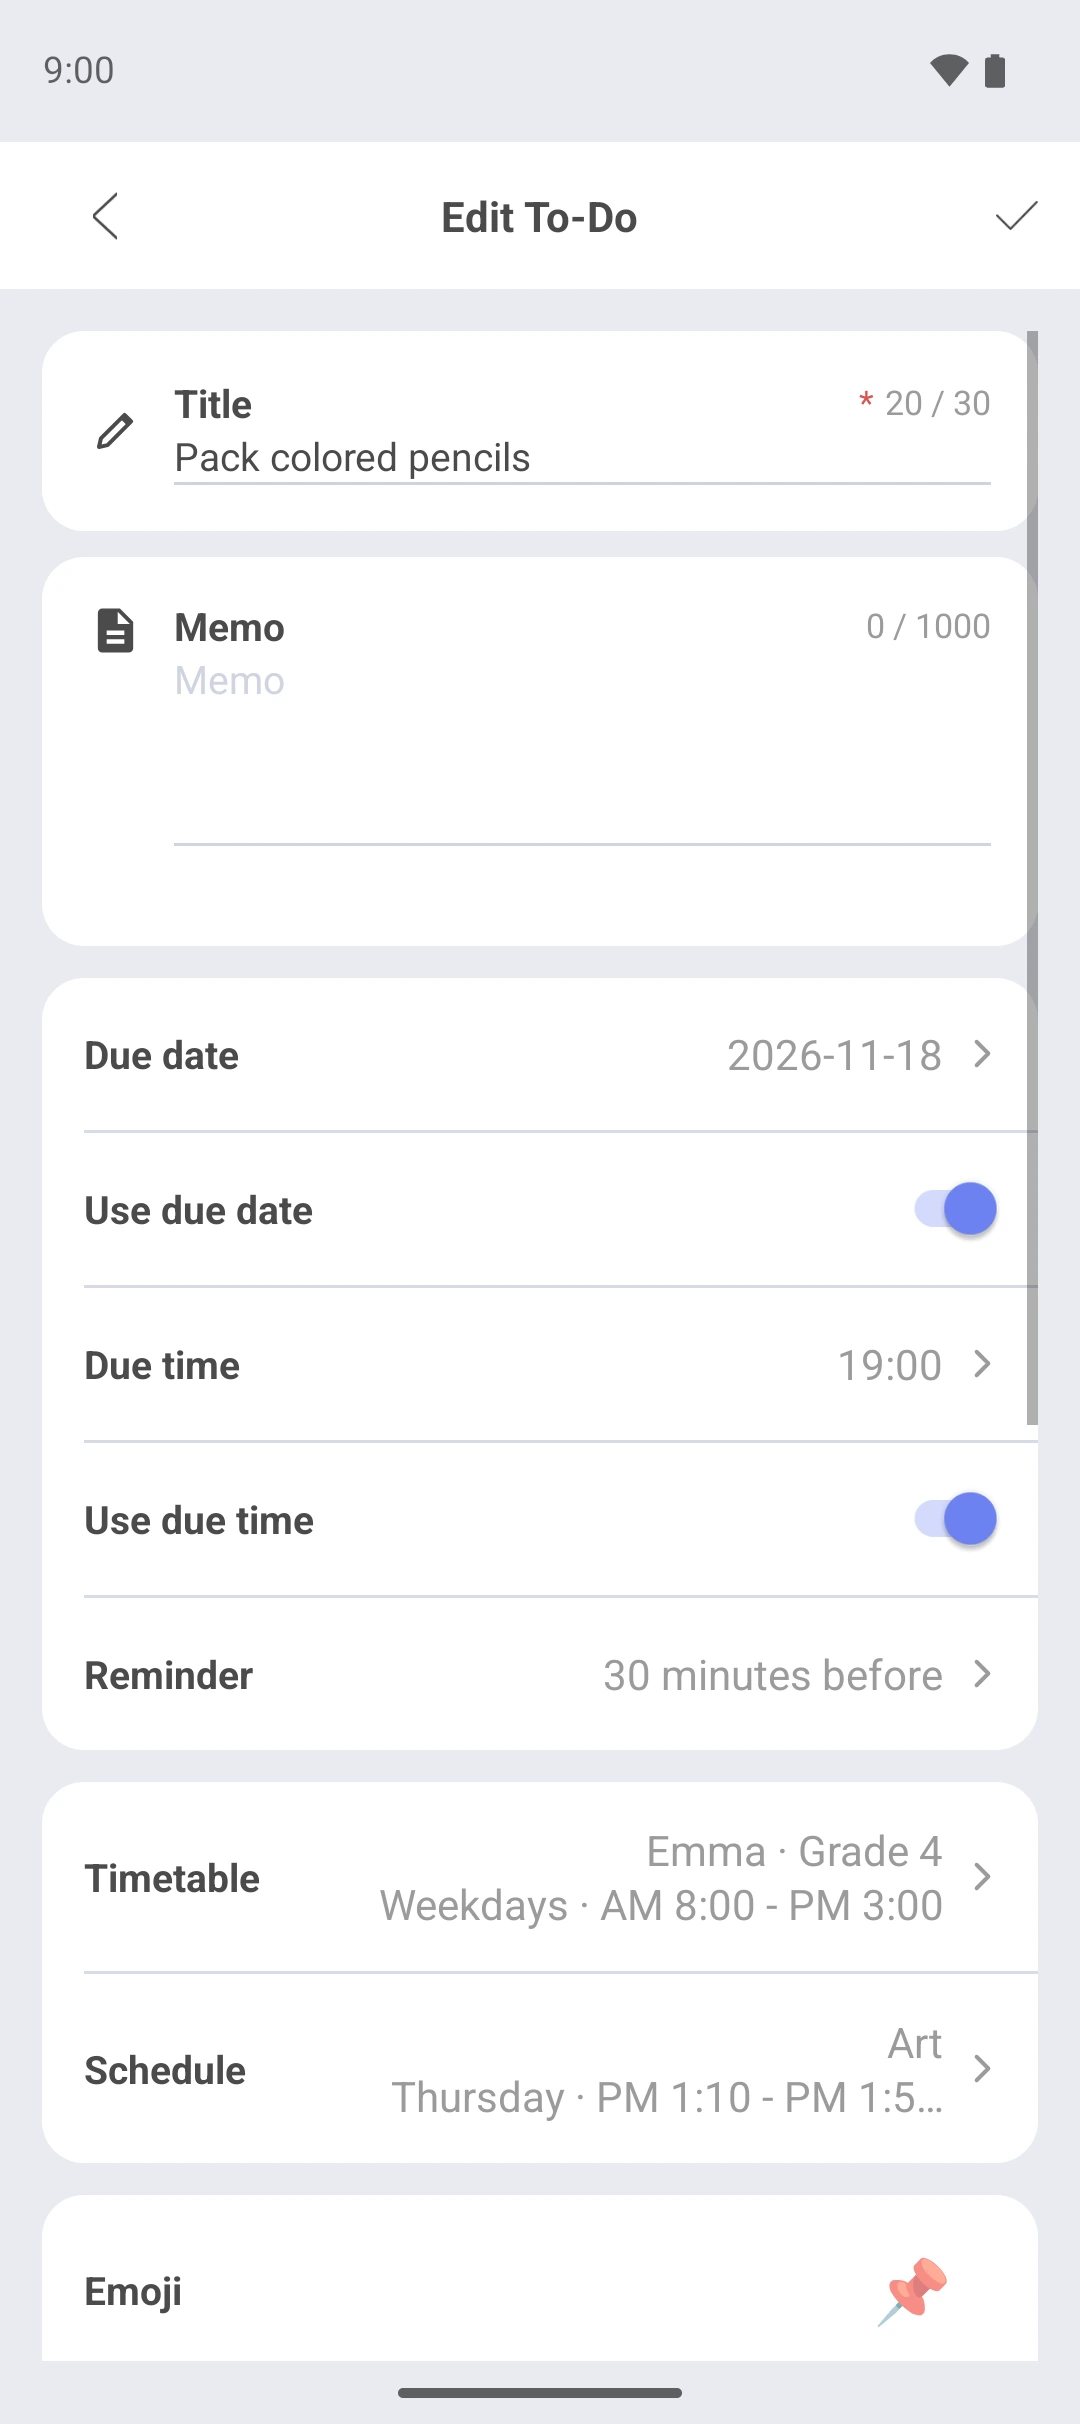 9:00
Edit To-Do
Title
* 20 / 30
Pack colored pencils
Memo
0 / 1000
Memo
Due date
2026-11-18
Use due date
Due time
19:00
Use due time
Reminder
30 minutes before
Timetable
Emma · Grade 4
Weekdays · AM 8:00 - PM 3:00
Schedule
Art
Thursday · PM 1:10 - PM 1:5...
Emoji